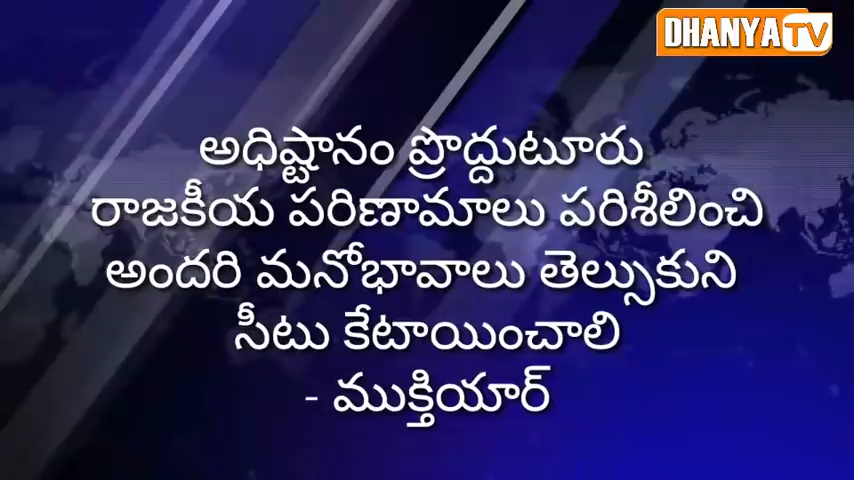 DHANYA TV
అధిష్టానం ప్రొద్దుటూరు
రాజకీయ పరిణామాలు పరిశీలించి
అందరి మనోభావాలు తెల్సుకుని
సీటు కేటాయించాలి
- ముక్తియార్